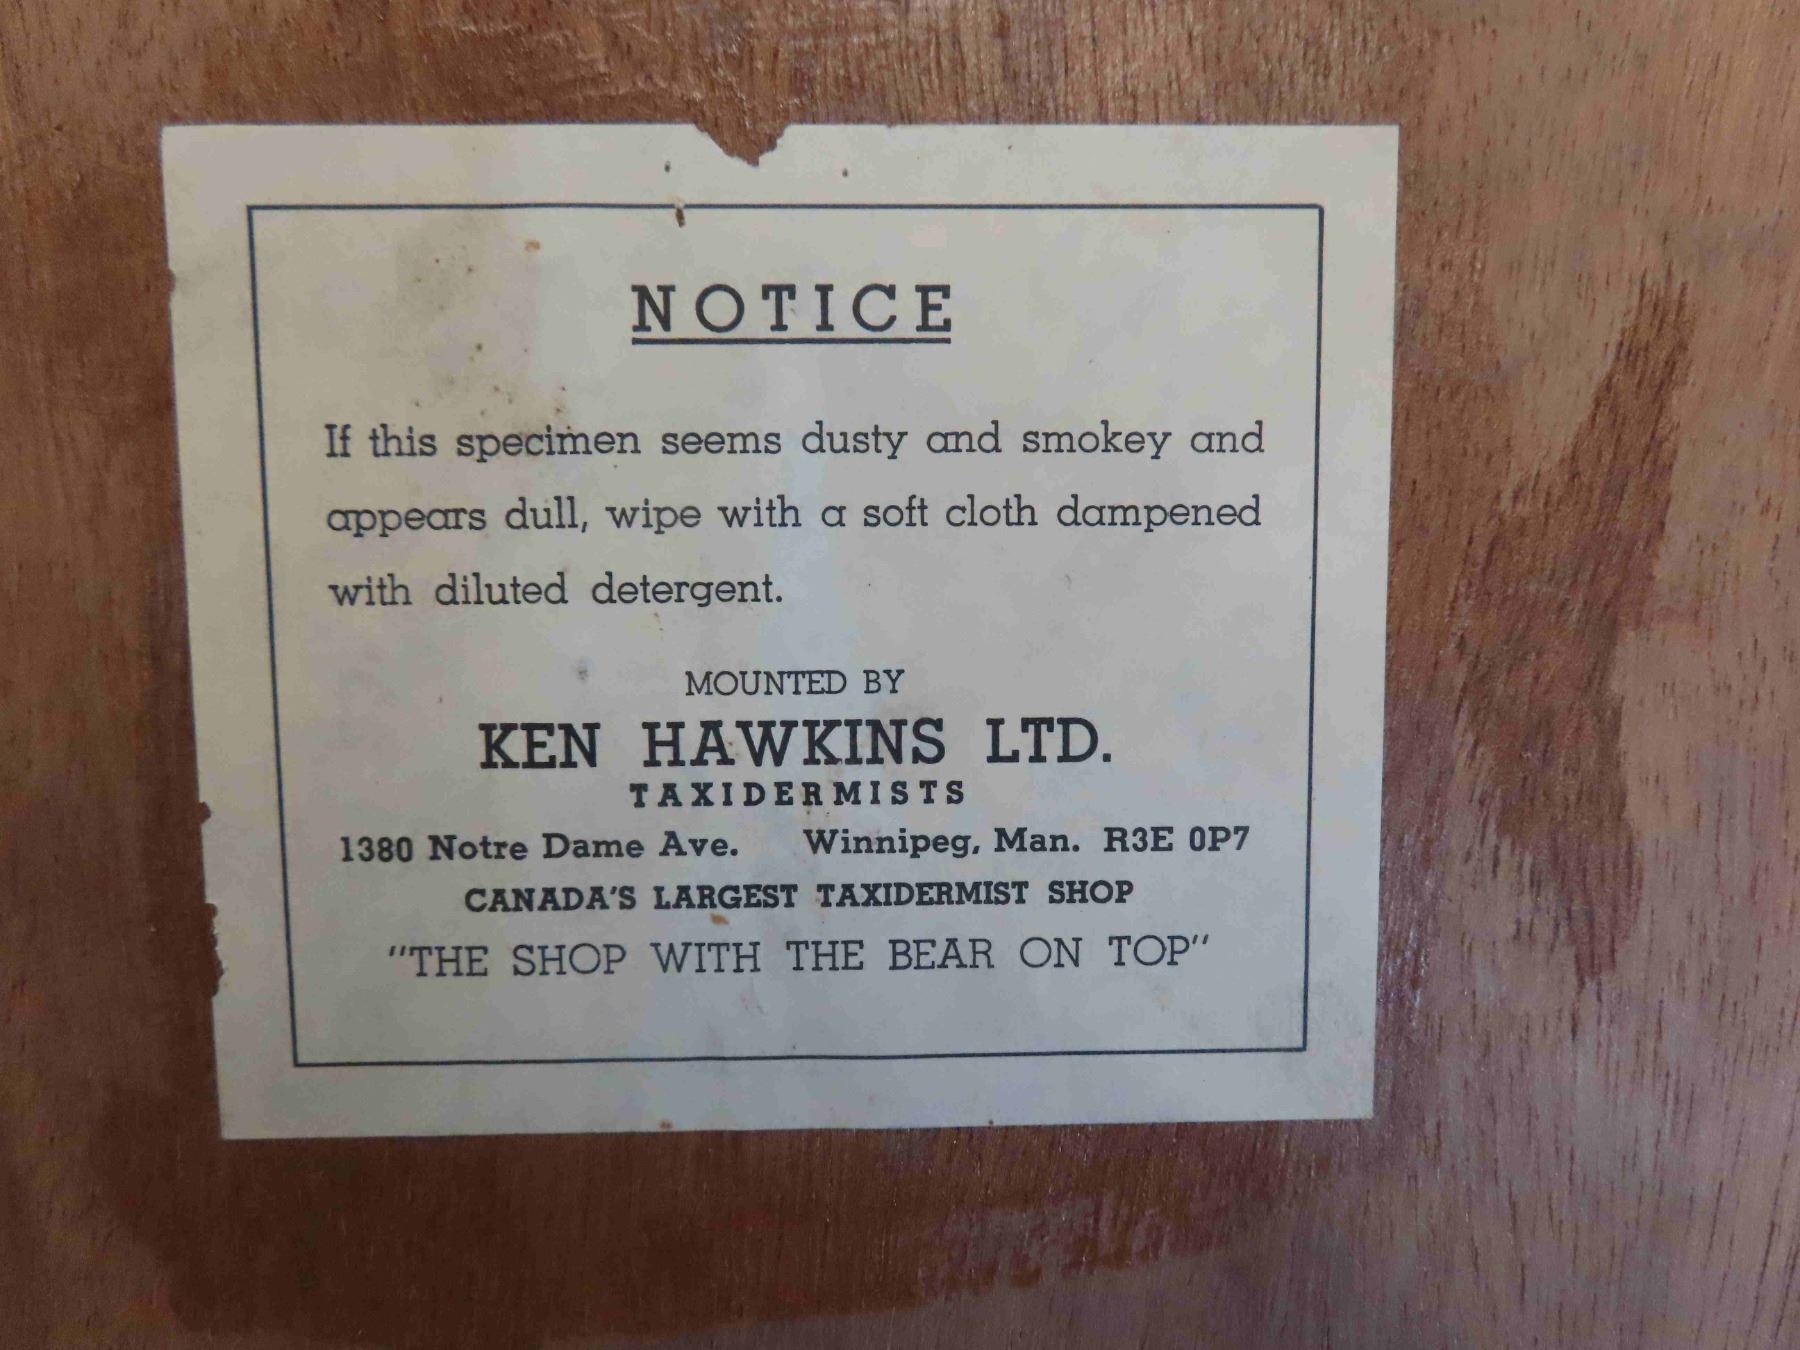 NOTICE
If this specimen seems dusty and smokey and
appears dull, wipe with a soft cloth dampened
with diluted detergent.
MOUNTED BY
KEN HAWKINS LTD.
TAXIDERMISTS
1380 Notre Dame Ave. Winnipeg, Man. R3E 0P7
CANADA'S LARGEST TAXIDERMIST SHOP
"THE SHOP WITH THE BEAR ON TOP"